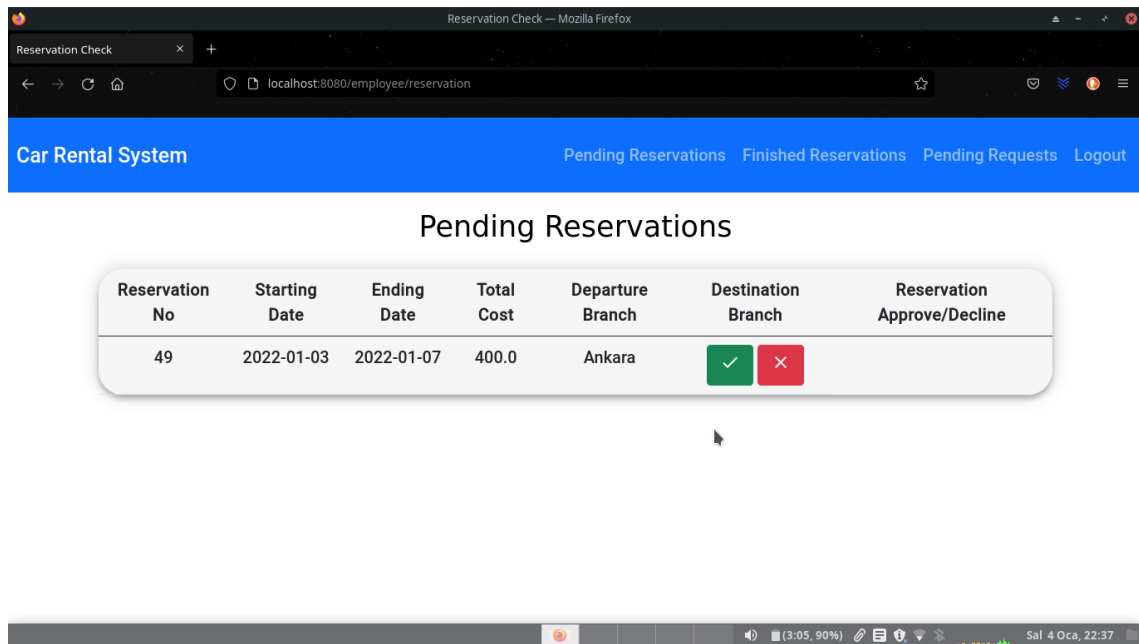 Reservation Check — Mozilla Firefox
Reservation Check × +
localhost:8080/employee/reservation
Car Rental System Pending Reservations Finished Reservations Pending Requests Logout
Pending Reservations
Reservation No Starting Date Ending Date Total Cost Departure Branch Destination Branch Reservation Approve/Decline
49 2022-01-03 2022-01-07 400.0 Ankara
(3:05, 90%) Sal 4 Oca, 22:37